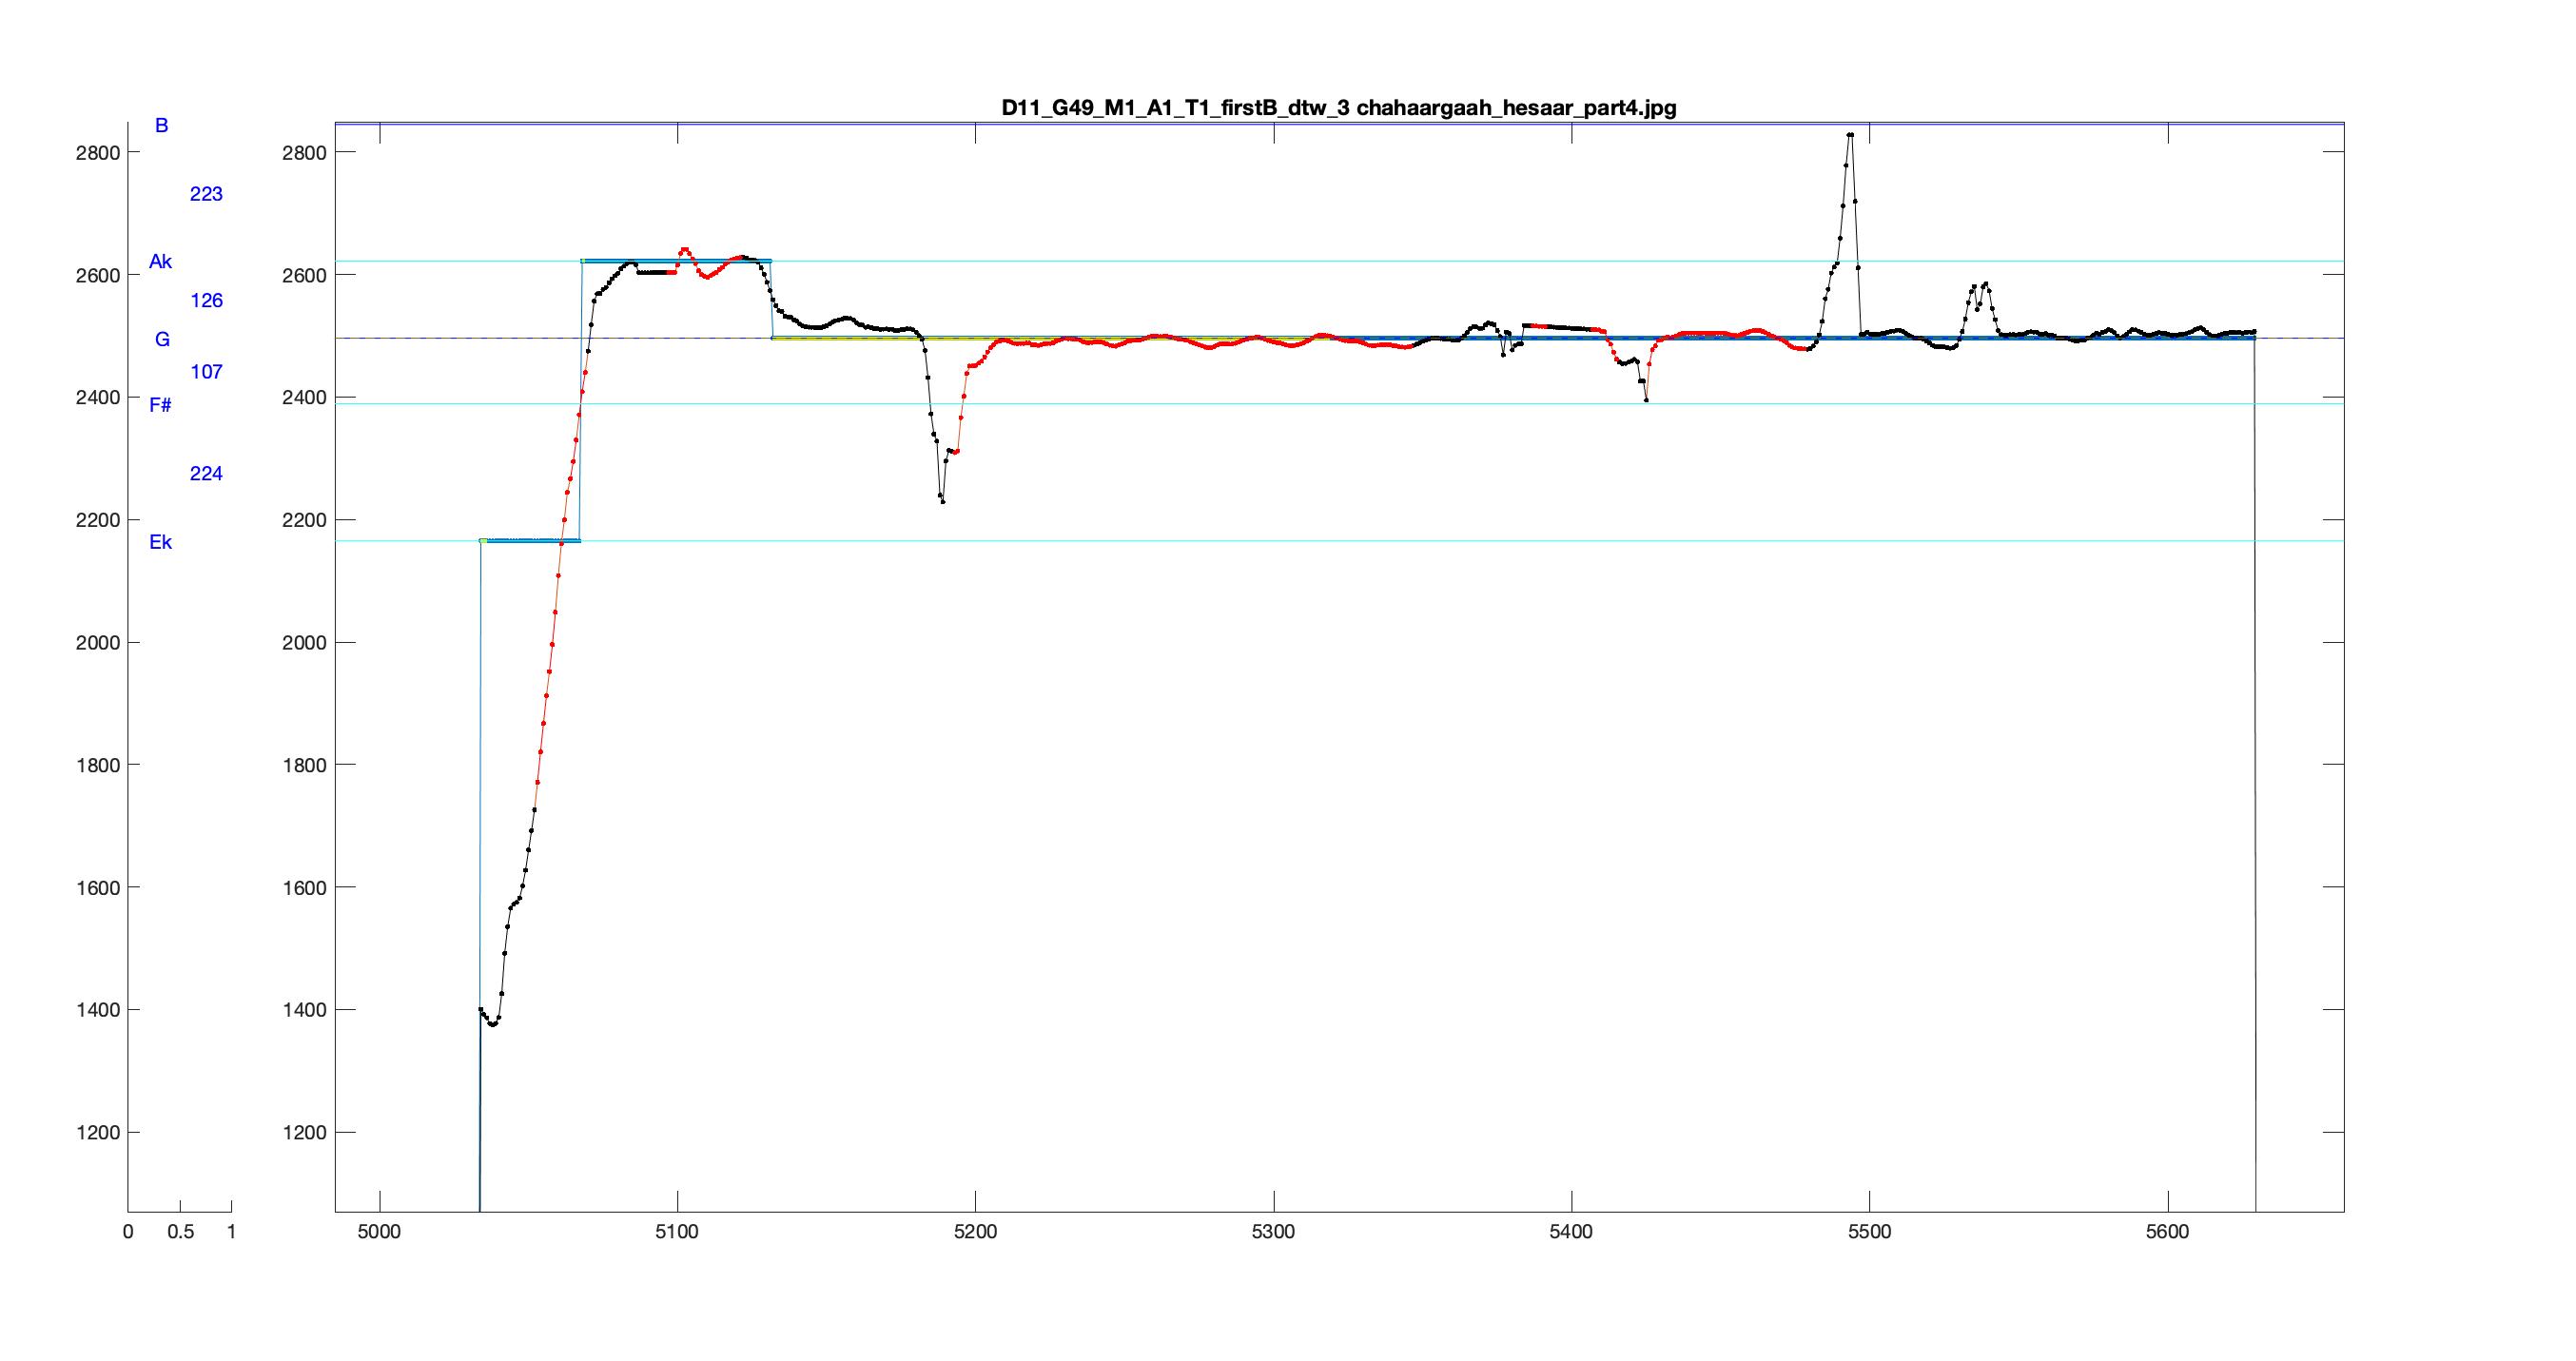 D11_G49_M1_A1_T1_firstB_dtw_3 chahaargaah_hesaar_part4.jpg
B
2800 2800
223
Ak
2600 2600
126
G
107
2400 2400
F#
224
2200 2200
Ek
2000 2000
1800 1800
1600 1600
1400 1400
1200 1200
0 0.5 1 5000 5100 5200 5300 5400 5500 5600